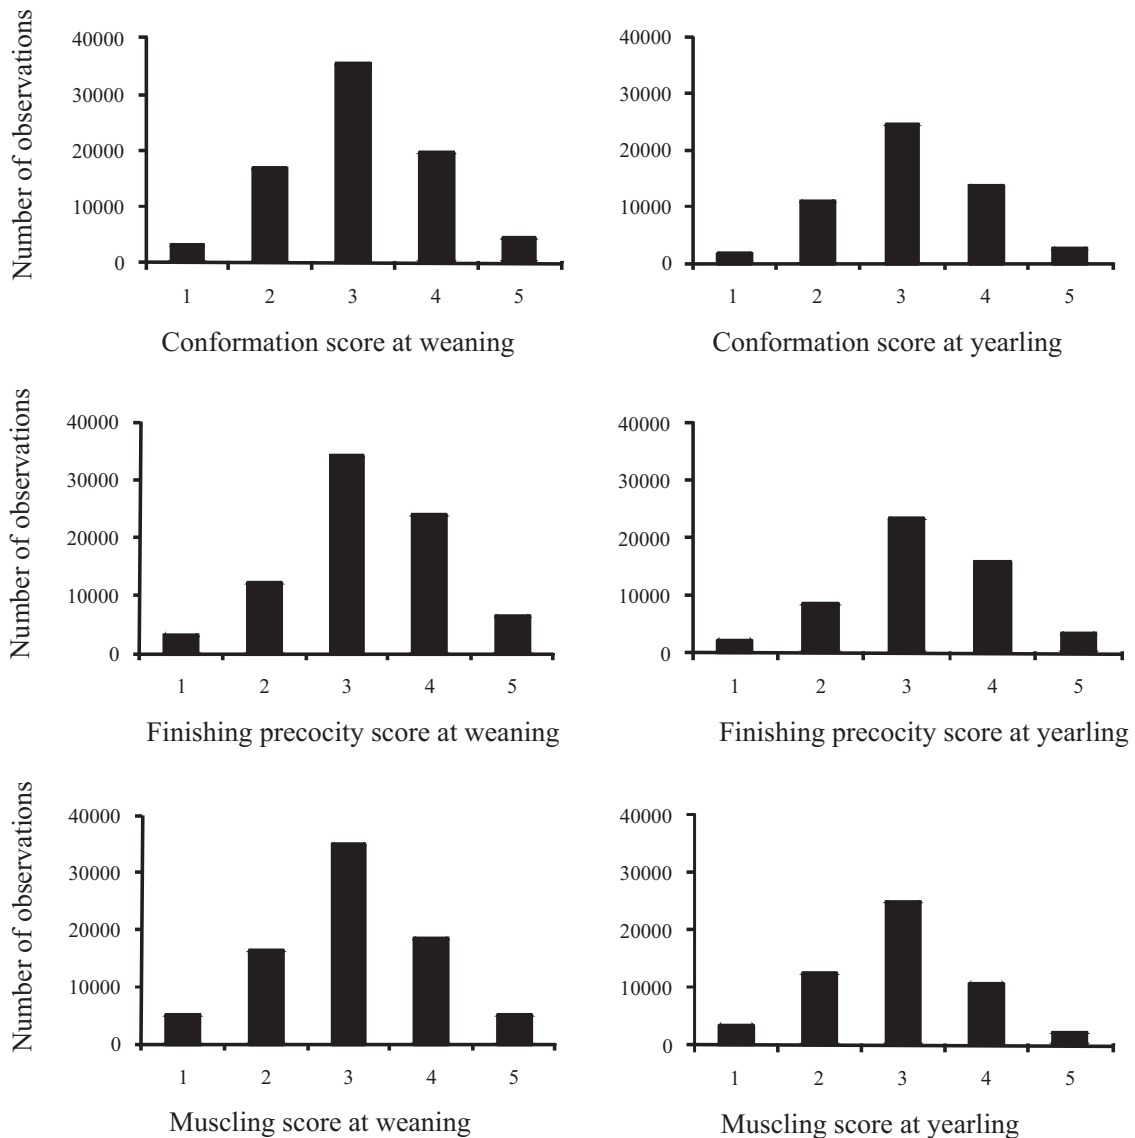 Number of observations
40000
30000
20000
10000
0
1 2 3 4 5
Conformation score at weaning
40000
30000
20000
10000
0
1 2 3 4 5
Conformation score at yearling
Number of observations
40000
30000
20000
10000
0
1 2 3 4 5
Finishing precocity score at weaning
40000
30000
20000
10000
0
1 2 3 4 5
Finishing precocity score at yearling
Number of observations
40000
30000
20000
10000
0
1 2 3 4 5
Muscling score at weaning
40000
30000
20000
10000
0
1 2 3 4 5
Muscling score at yearling